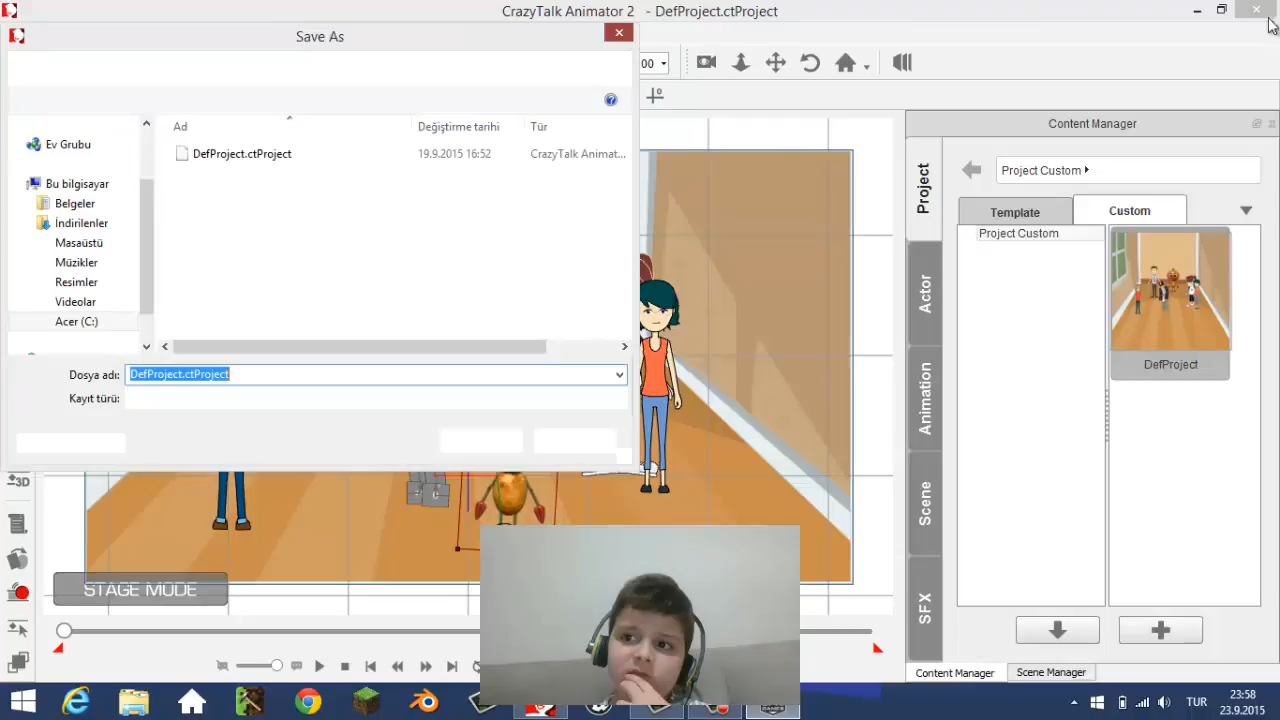 CrazyTalk Animator 2 - DefProject.ctProject
Save As
00
Ad
Değiştirme tarihi
Tür
Ev Grubu
DefProject.ctProject
19.9.2015 16:52
CrazyTalk Animat...
Bu bilgisayar
Belgeler
İndirilenler
Masaüstü
Müzikler
Resimler
Videolar
Acer (C:)
Dosya adı:
DefProject.ctProject
Kayıt türü:
Content Manager
Project Custom
Template
Custom
Project Custom
DefProject
Project
Actor
Animation
Scene
SFX
3D
STAGE MODE
Content Manager
Scene Manager
TUR
23:58
23.9.2015